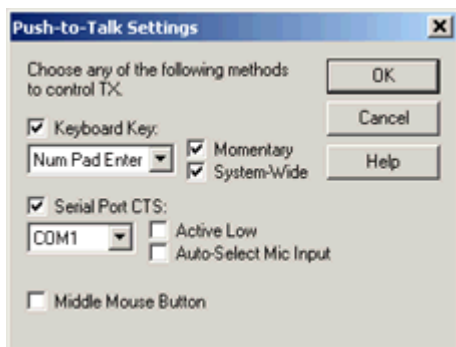 Push-to-Talk Settings
Choose any of the following methods
to control TX.
OK
Cancel
Help
Keyboard Key:
Num Pad Enter
Momentary
System-Wide
Serial Port CTS:
COM1
Active Low
Auto-Select Mic Input
Middle Mouse Button